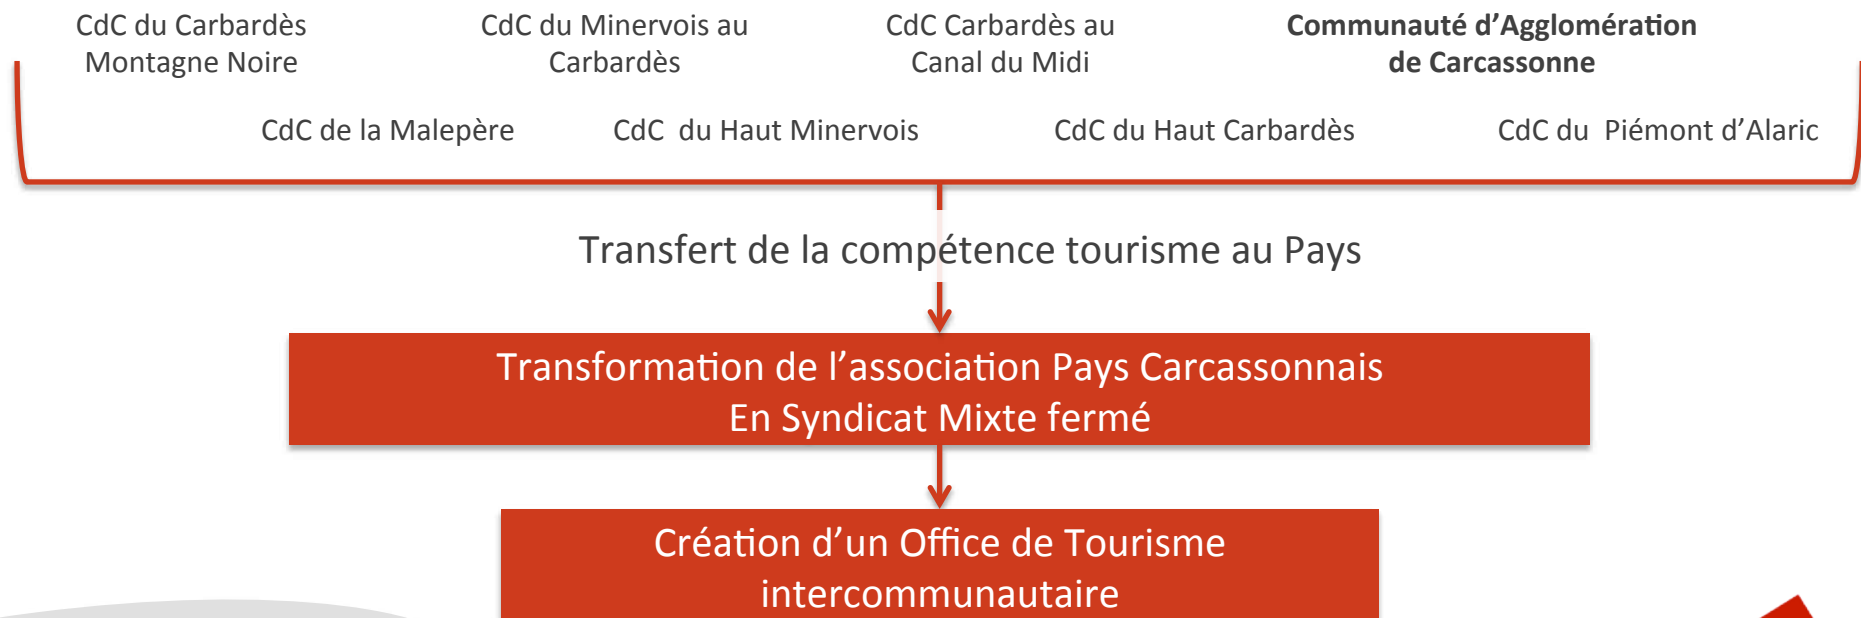 CdC du Carbardès
Montagne Noire
CdC du Minervois au
Carbardès
CdC Carbardès au
Canal du Midi
Communauté d’Agglomération
de Carcassonne
CdC de la Malepère
CdC du Haut Minervois
CdC du Haut Carbardès
CdC du Piémont d’Alaric
Transfert de la compétence tourisme au Pays
Transformation de l’association Pays Carcassonnais
En Syndicat Mixte fermé
Création d’un Office de Tourisme
intercommunautaire